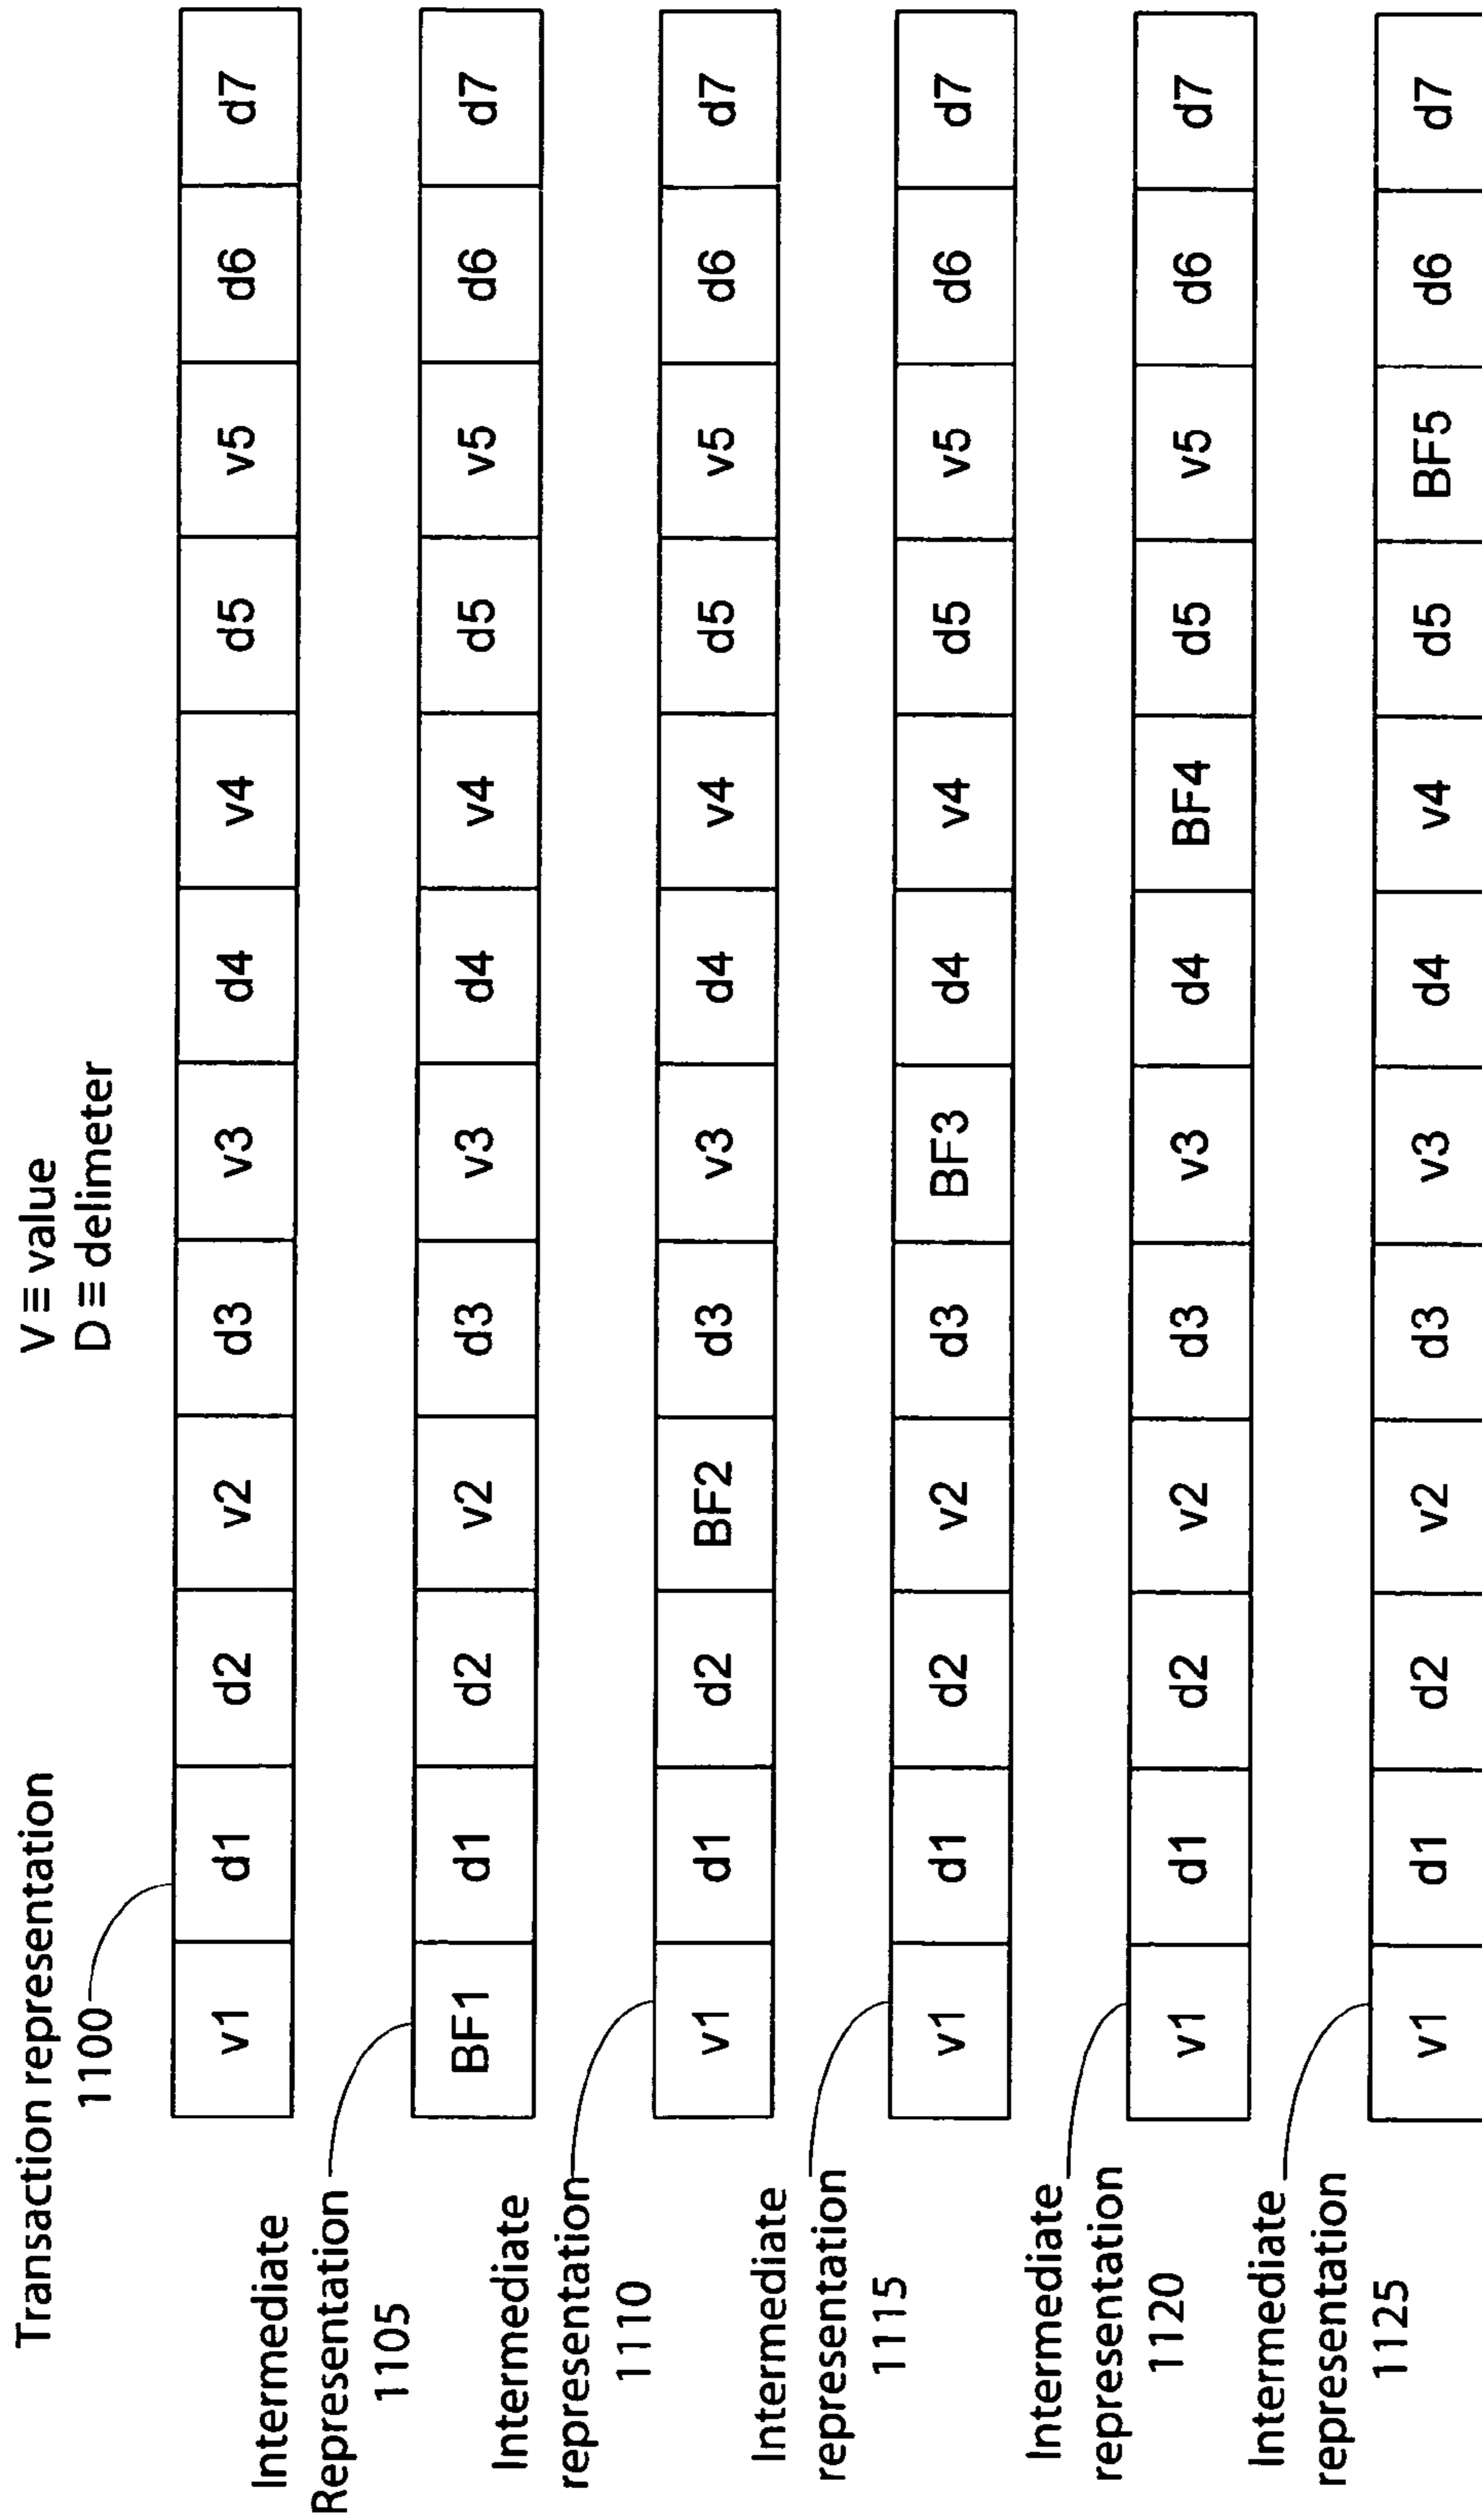 V ≡ value
D ≡ delimeter
Transaction representation
1100
v1 d1 d2 v2 d3 v3 d4 v4 d5 v5 d6 d7
Intermediate
Representation
1105
BF1 d1 d2 v2 d3 v3 d4 v4 d5 v5 d6 d7
Intermediate
representation
1110
v1 d1 d2 BF2 d3 v3 d4 v4 d5 v5 d6 d7
Intermediate
representation
1115
v1 d1 d2 v2 d3 BF3 d4 v4 d5 v5 d6 d7
Intermediate
representation
1120
v1 d1 d2 v2 d3 v3 d4 BF4 d5 v5 d6 d7
Intermediate
representation
1125
v1 d1 d2 v2 d3 v3 d4 v4 d5 BF5 d6 d7